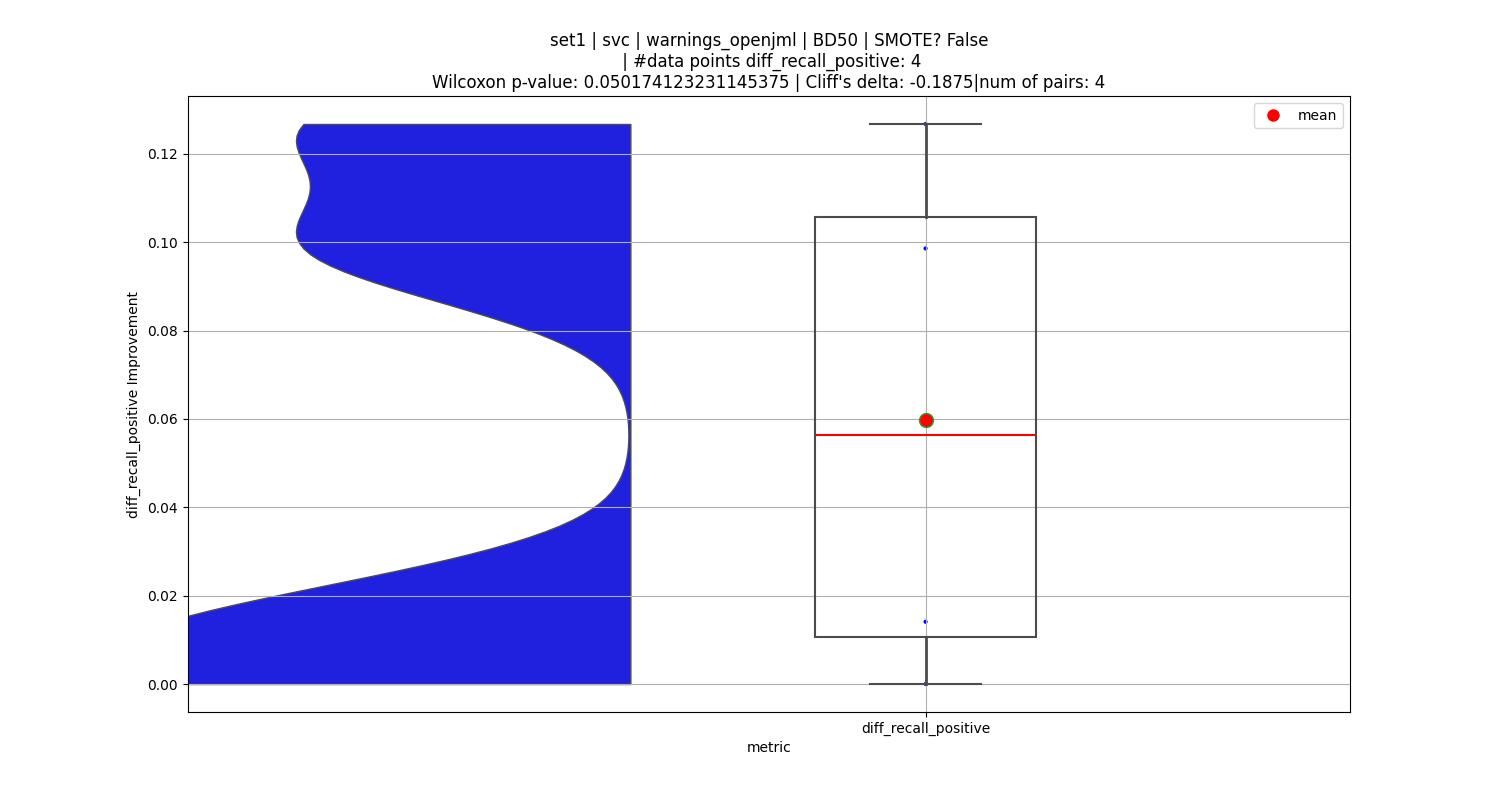 set1 | svc | warnings_openjml | BD50 | SMOTE? False
| #data points diff_recall_positive: 4
Wilcoxon p-value: 0.050174123231145375 | Cliff's delta: -0.1875|num of pairs: 4
mean
diff_recall_positive Improvement
0.12
0.10
0.08
0.06
0.04
0.02
0.00
diff_recall_positive
metric